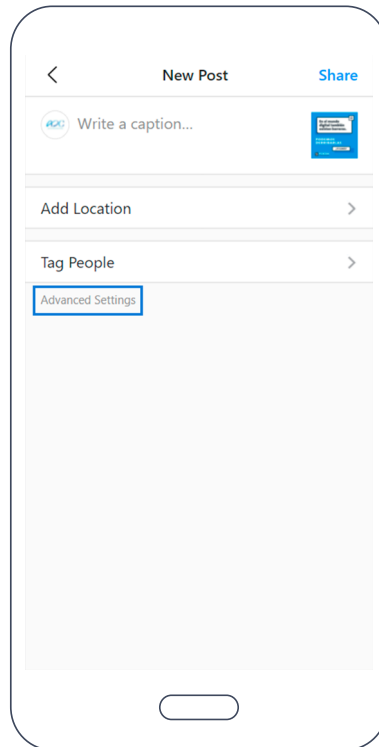 New Post
Share
Write a caption...
Add Location
Tag People
Advanced Settings